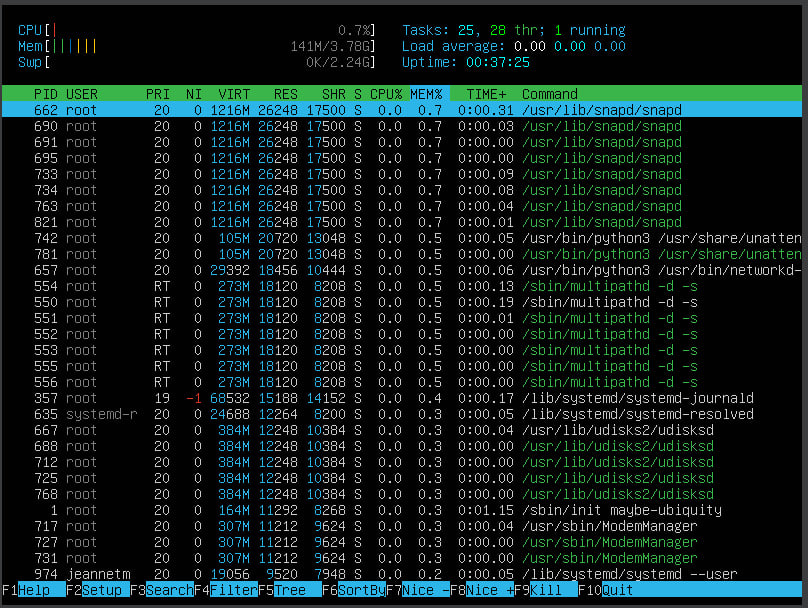 CPU[| 0.7%] Tasks: 25, 28 thr; 1 running
Mem[|||||| 141M/3.78G] Load average: 0.00 0.00 0.00
Swp[ 0K/2.24G] Uptime: 00:37:25
PID USER PRI NI VIRT RES SHR S CPU% MEM% TIME+ Command
662 root 20 0 1216M 26248 17500 S 0.0 0.7 0:00.31 /usr/lib/snapd/snapd
690 root 20 0 1216M 26248 17500 S 0.0 0.7 0:00.03 /usr/lib/snapd/snapd
691 root 20 0 1216M 26248 17500 S 0.0 0.7 0:00.00 /usr/lib/snapd/snapd
695 root 20 0 1216M 26248 17500 S 0.0 0.7 0:00.00 /usr/lib/snapd/snapd
733 root 20 0 1216M 26248 17500 S 0.0 0.7 0:00.09 /usr/lib/snapd/snapd
734 root 20 0 1216M 26248 17500 S 0.0 0.7 0:00.08 /usr/lib/snapd/snapd
763 root 20 0 1216M 26248 17500 S 0.0 0.7 0:00.04 /usr/lib/snapd/snapd
821 root 20 0 1216M 26248 17500 S 0.0 0.7 0:00.01 /usr/lib/snapd/snapd
742 root 20 0 105M 20720 13048 S 0.0 0.5 0:00.05 /usr/bin/python3 /usr/share/unatten
781 root 20 0 105M 20720 13048 S 0.0 0.5 0:00.00 /usr/bin/python3 /usr/share/unatten
657 root 20 0 29392 18456 10444 S 0.0 0.5 0:00.06 /usr/bin/python3 /usr/bin/networkd-
554 root RT 0 273M 18120 8208 S 0.0 0.5 0:00.13 /sbin/multipathd -d -s
550 root RT 0 273M 18120 8208 S 0.0 0.5 0:00.19 /sbin/multipathd -d -s
551 root RT 0 273M 18120 8208 S 0.0 0.5 0:00.01 /sbin/multipathd -d -s
552 root RT 0 273M 18120 8208 S 0.0 0.5 0:00.00 /sbin/multipathd -d -s
553 root RT 0 273M 18120 8208 S 0.0 0.5 0:00.00 /sbin/multipathd -d -s
555 root RT 0 273M 18120 8208 S 0.0 0.5 0:00.00 /sbin/multipathd -d -s
556 root RT 0 273M 18120 8208 S 0.0 0.5 0:00.00 /sbin/multipathd -d -s
357 root 19 -1 68532 15188 14152 S 0.0 0.4 0:00.17 /lib/systemd/systemd-journald
635 systemd-r 20 0 24688 12264 8200 S 0.0 0.3 0:00.05 /lib/systemd/systemd-resolved
667 root 20 0 384M 12248 10384 S 0.0 0.3 0:00.04 /usr/lib/udisks2/udisksd
688 root 20 0 384M 12248 10384 S 0.0 0.3 0:00.00 /usr/lib/udisks2/udisksd
712 root 20 0 384M 12248 10384 S 0.0 0.3 0:00.00 /usr/lib/udisks2/udisksd
725 root 20 0 384M 12248 10384 S 0.0 0.3 0:00.00 /usr/lib/udisks2/udisksd
768 root 20 0 384M 12248 10384 S 0.0 0.3 0:00.00 /usr/lib/udisks2/udisksd
1 root 20 0 164M 11292 8268 S 0.0 0.3 0:01.15 /sbin/init maybe-ubiquity
717 root 20 0 307M 11212 9624 S 0.0 0.3 0:00.04 /usr/sbin/ModemManager
727 root 20 0 307M 11212 9624 S 0.0 0.3 0:00.00 /usr/sbin/ModemManager
731 root 20 0 307M 11212 9624 S 0.0 0.3 0:00.00 /usr/sbin/ModemManager
974 jeannetm 20 0 19056 9520 7948 S 0.0 0.2 0:00.05 /lib/systemd/systemd --user
F1Help F2Setup F3SearchF4FilterF5Tree F6SortByF7Nice -F8Nice +F9Kill F10Quit